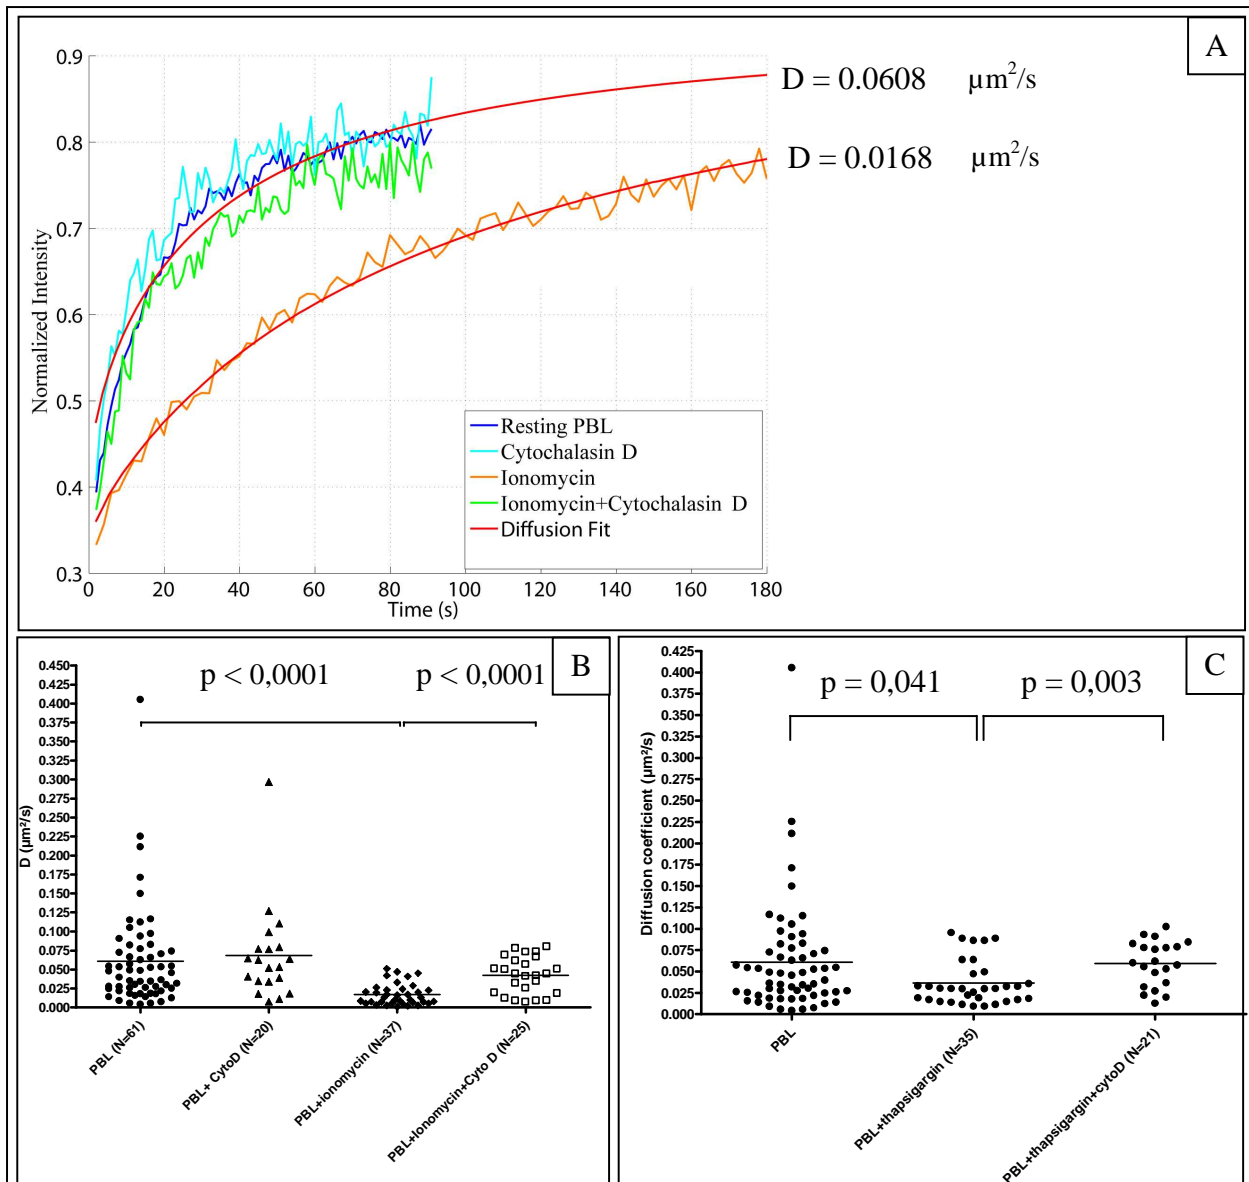 A
0.9
0.8
0.7
0.6
0.5
0.4
0.3
Normalized Intensity
0 20 40 60 80 100 120 140 160 180
Time (s)
D = 0.0608 µm²/s
D = 0.0168 µm²/s
Resting PBL
Cytochalasin D
Ionomycin
Ionomycin+Cytochalasin D
Diffusion Fit
B
p < 0,0001 p < 0,0001
0.450
0.425
0.400
0.375
0.350
0.325
0.300
0.275
0.250
0.225
0.200
0.175
0.150
0.125
0.100
0.075
0.050
0.025
0.000
D (µm²/s)
PBL (N=61)
PBL+ CytoD (N=20)
PBL+ionomycin (N=37)
PBL+Ionomycin+Cyto D (N=25)
C
p = 0,041 p = 0,003
0.425
0.400
0.375
0.350
0.325
0.300
0.275
0.250
0.225
0.200
0.175
0.150
0.125
0.100
0.075
0.050
0.025
0.000
Diffusion coefficient (µm²/s)
PBL
PBL+thapsigargin (N=35)
PBL+thapsigargin+cytoD (N=21)